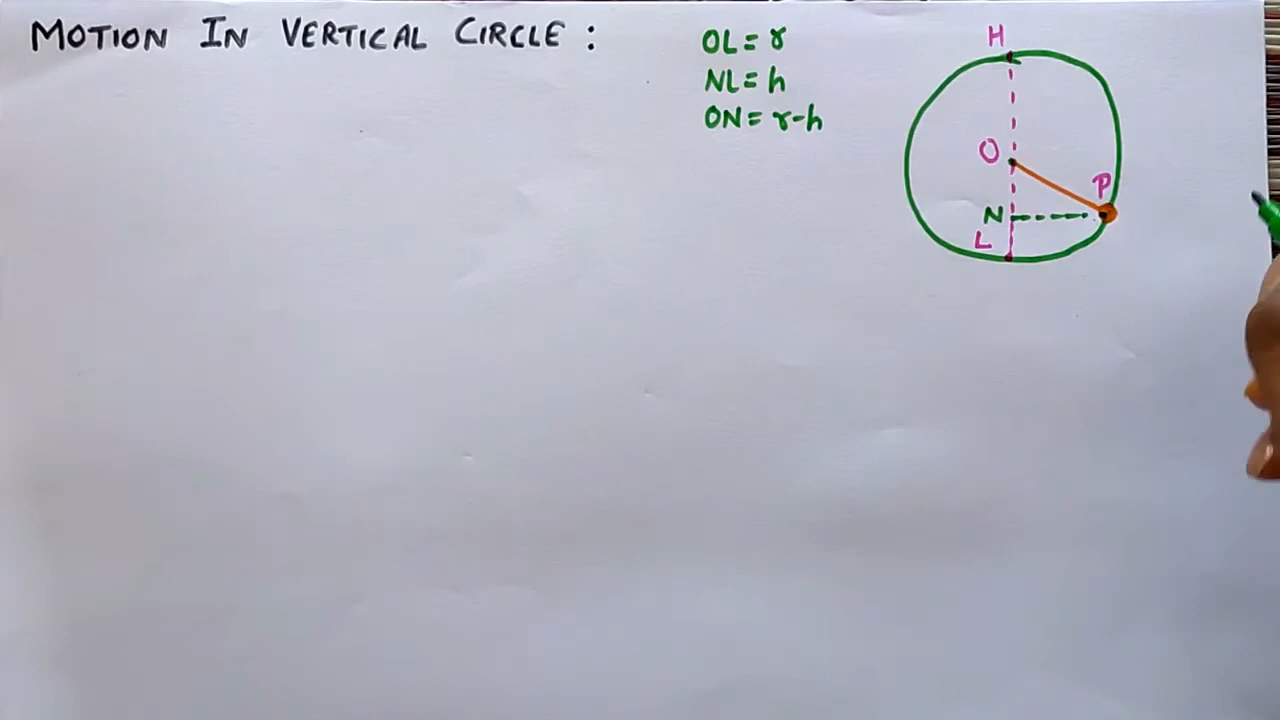 MOTION IN VERTICAL CIRCLE :
OL = r
NL = h
ON = r-h
H
O
P
N
L